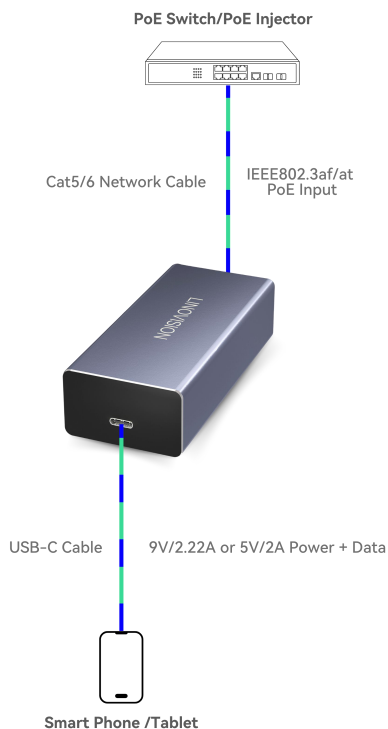 PoE Switch/PoE Injector
Cat5/6 Network Cable
IEEE802.3af/at
PoE Input
LINOVISION
USB-C Cable
9V/2.22A or 5V/2A Power + Data
Smart Phone /Tablet